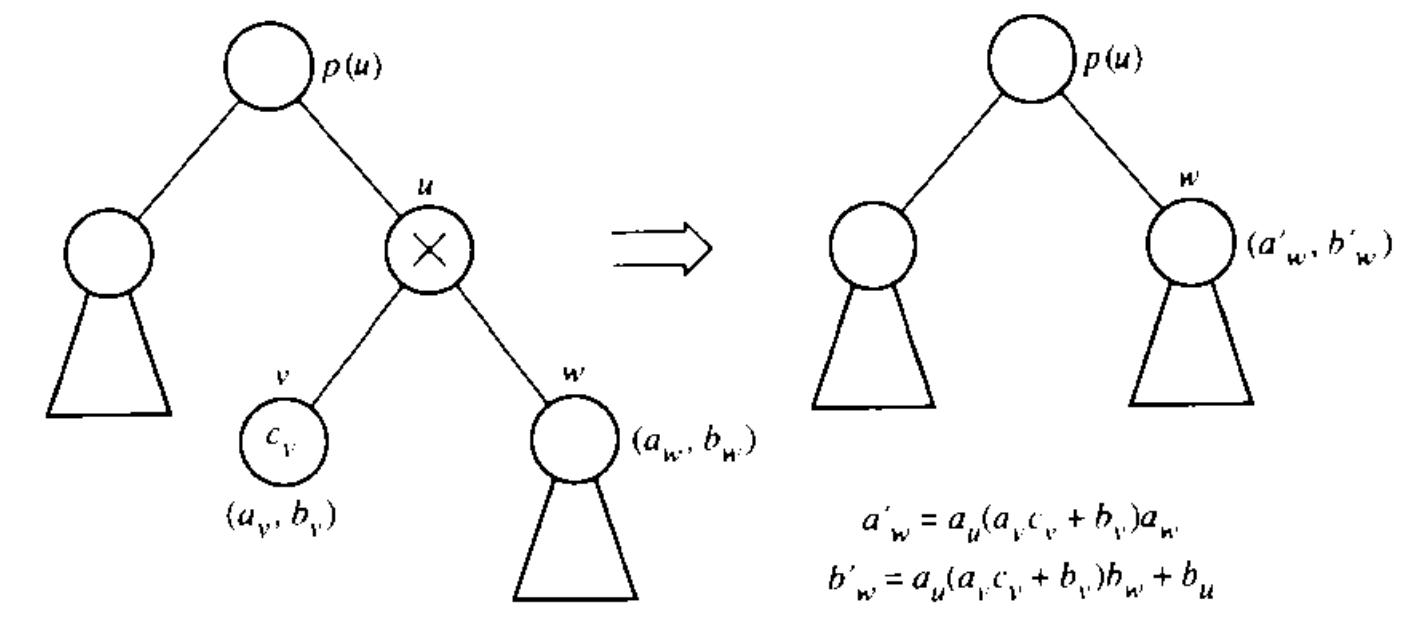 p(u)
p(u)
u
×
w
(a'_w, b'_w)
v
w
c_v
(a_w, b_w)
(a_v, b_v)
a'_w = a_u(a_v c_v + b_v)a_w
b'_w = a_u(a_v c_v + b_v)b_w + b_u